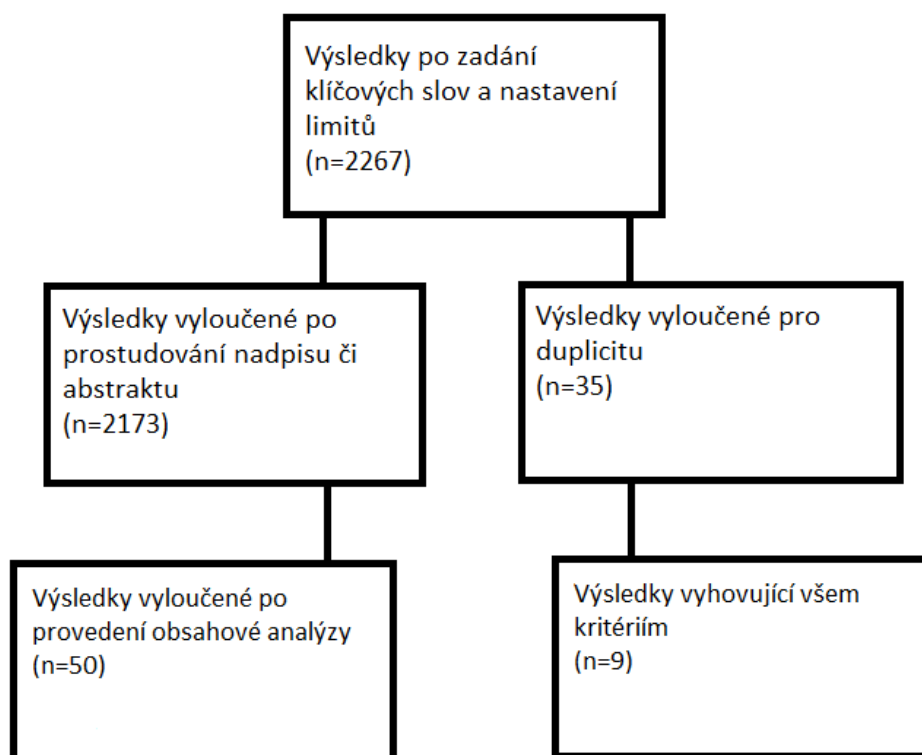 Výsledky po zadání
klíčových slov a nastavení
limitů
(n=2267)
Výsledky vyloučené po
prostudování nadpisu či
abstraktu
(n=2173)
Výsledky vyloučené pro
duplicitu
(n=35)
Výsledky vyloučené po
provedení obsahové analýzy
(n=50)
Výsledky vyhovující všem
kritériím
(n=9)